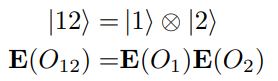 |12⟩ = |1⟩ ⊗ |2⟩
𝐄(O₁₂) = 𝐄(O₁)𝐄(O₂)